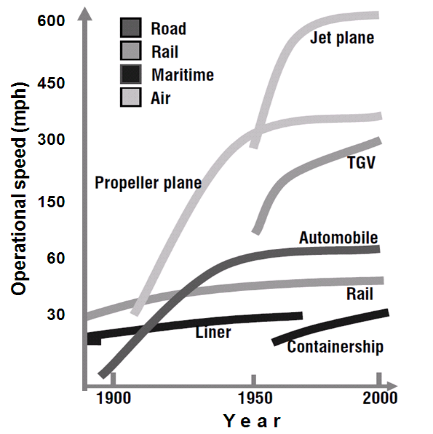 600
450
300
150
60
30
Operational speed (mph)
Road
Rail
Maritime
Air
Jet plane
Propeller plane
TGV
Automobile
Rail
Liner
Containership
1900
1950
2000
Year